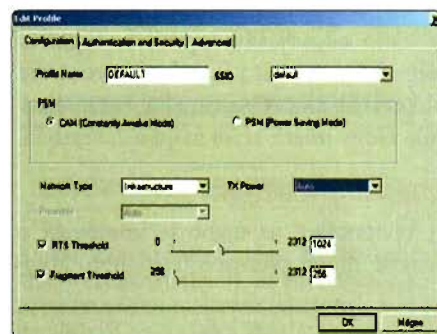 Edit Profile
Configuration Authentication and Security Advanced
Profile Name DEFAULT SSID default
PSM
CAM (Constantly Awake Mode) PSM (Power Saving Mode)
Network Type Infrastructure TX Power Auto
Preamble Auto
RTS Threshold 0 2312 1024
Fragment Threshold 256 2312 256
OK Mégse